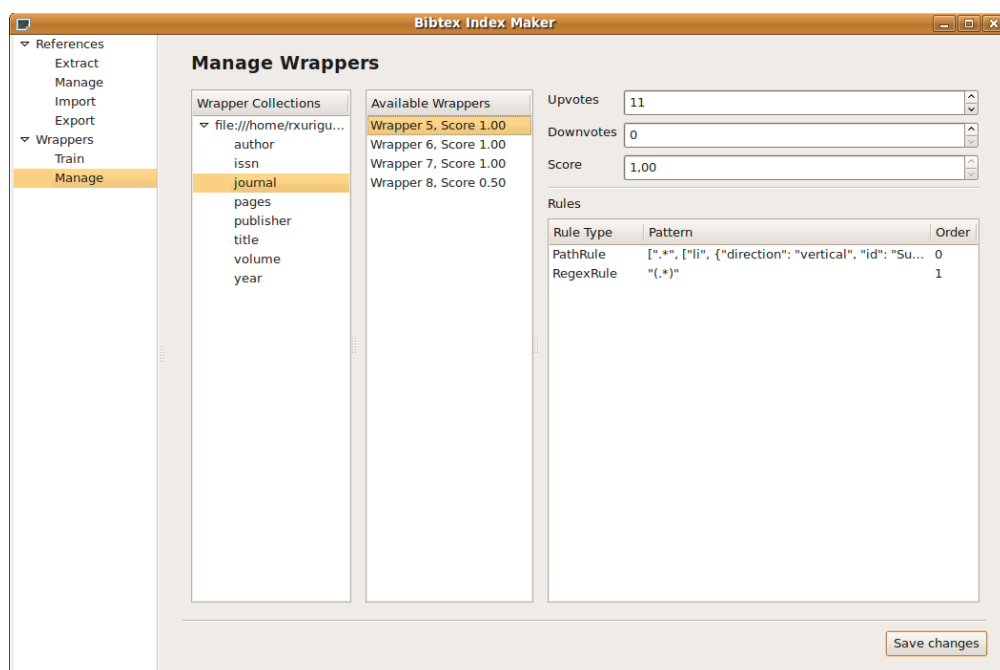 Bibtex Index Maker
References
Extract
Manage
Import
Export
Wrappers
Train
Manage
Manage Wrappers
Wrapper Collections
file:///home/rxurigu...
author
issn
journal
pages
publisher
title
volume
year
Available Wrappers
Wrapper 5, Score 1.00
Wrapper 6, Score 1.00
Wrapper 7, Score 1.00
Wrapper 8, Score 0.50
Upvotes 11
Downvotes 0
Score 1,00
Rules
Rule Type Pattern Order
PathRule [".*", ["li", {"direction": "vertical", "id": "Su... 0
RegexRule "(.*)" 1
Save changes